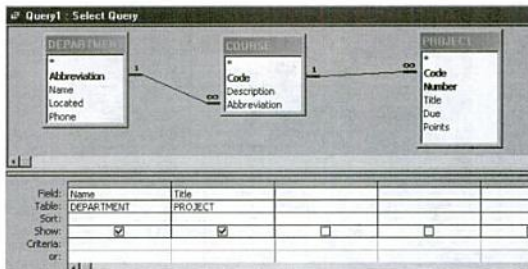 Query1 : Select Query
DEPARTMENT
*
Abbreviation
Name
Located
Phone
1
∞
COURSE
*
Code
Description
Abbreviation
1
∞
PROJECT
*
Code
Number
Title
Due
Points
Field: Name Title
Table: DEPARTMENT PROJECT
Sort:
Show:
Criteria:
or: